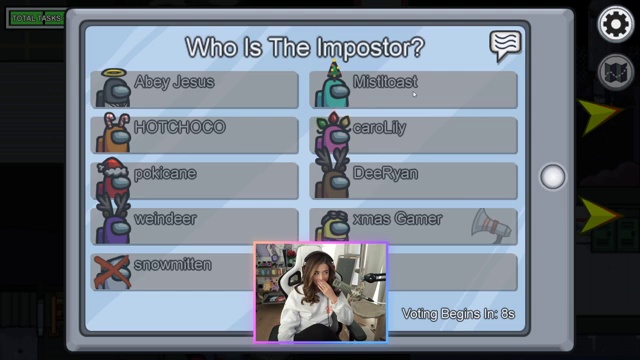 TOTAL TASKS
Who Is The Impostor?
Abey Jesus
Mistitoast
HOTCHOCO
caroLily
pokicane
DeeRyan
weindeer
xmas Gamer
snowmitten
Voting Begins In: 8s